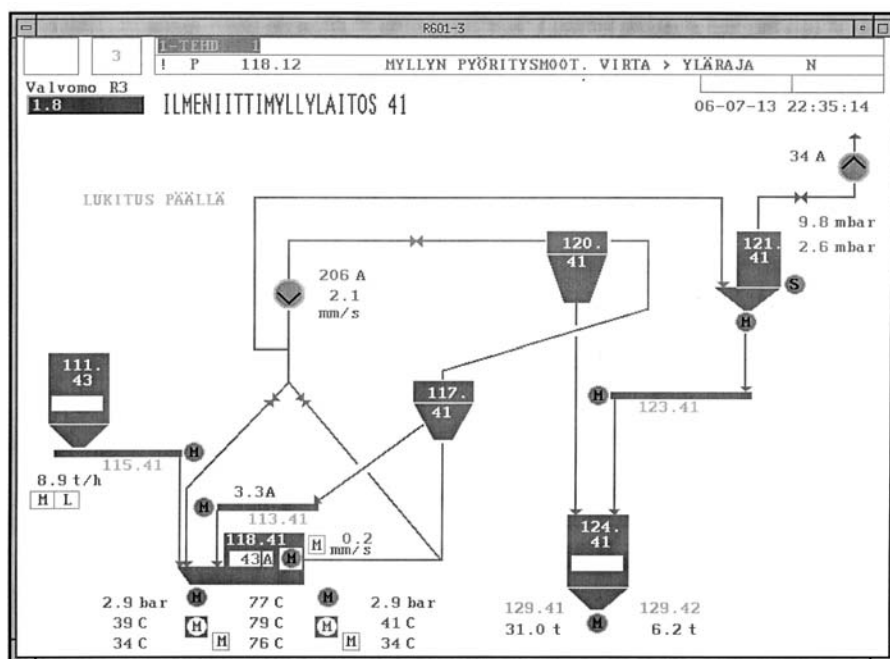 R601-3
3
I-TEHD 1
! P 118.12 MYLLYN PYÖRITYSMOOT. VIRTA > YLÄRAJA N
Valvomo R3
1.8
ILMENIITTIMYLLYLAITOS 41
06-07-13 22:35:14
34 A
LUKITUS PÄÄLLÄ
9.8 mbar
2.6 mbar
120.
41
121.
41
S
206 A
2.1
mm/s
M
111.
43
117.
41
M
123.41
M
115.41
8.9 t/h
M L
3.3A
M
113.41
118.41
43 A
M
M
0.2
mm/s
124.
41
2.9 bar
M
77 C
M
2.9 bar
39 C
M
79 C
M
41 C
34 C
M
76 C
M
34 C
129.41
129.42
31.0 t
M
6.2 t